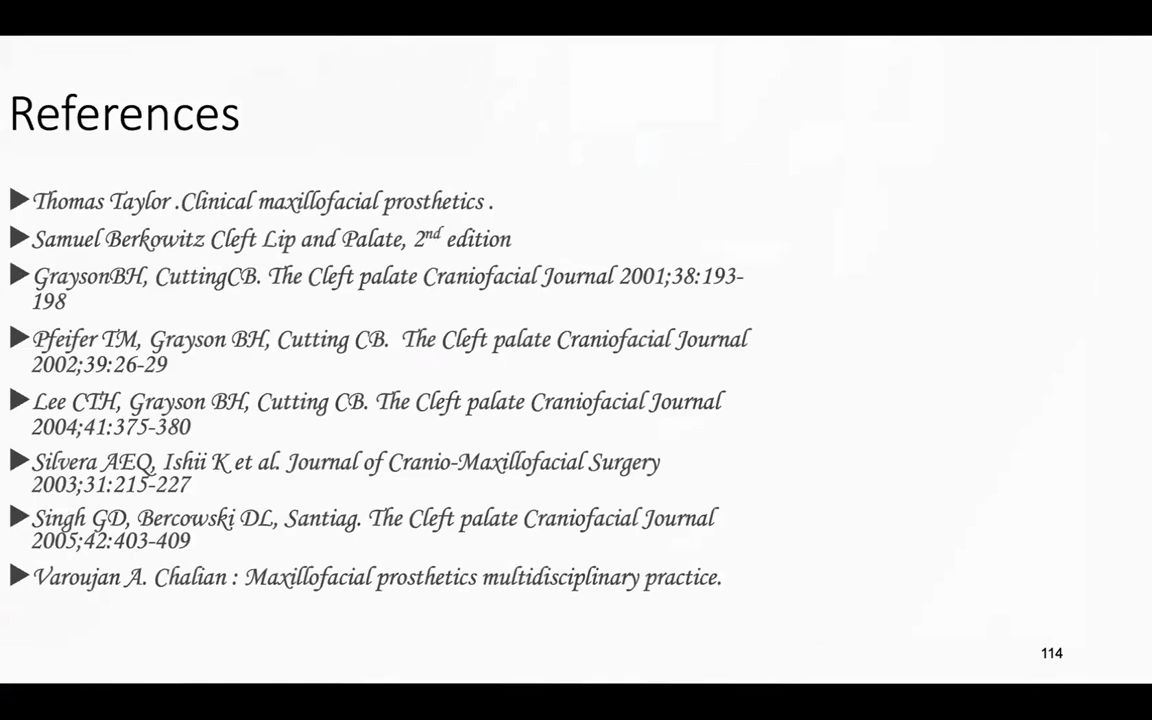 References
▶Thomas Taylor .Clinical maxillofacial prosthetics .
▶Samuel Berkowitz Cleft Lip and Palate, 2nd edition
▶GraysonBH, CuttingCB. The Cleft palate Craniofacial Journal 2001;38:193-
198
▶Pfeifer TM, Grayson BH, Cutting CB. The Cleft palate Craniofacial Journal
2002;39:26-29
▶Lee CTH, Grayson BH, Cutting CB. The Cleft palate Craniofacial Journal
2004;41:375-380
▶Silvera AEQ, Ishii K et al. Journal of Cranio-Maxillofacial Surgery
2003;31:215-227
▶Singh GD, Bercowski DL, Santiag. The Cleft palate Craniofacial Journal
2005;42:403-409
▶Varoujan A. Chalian : Maxillofacial prosthetics multidisciplinary practice.
114